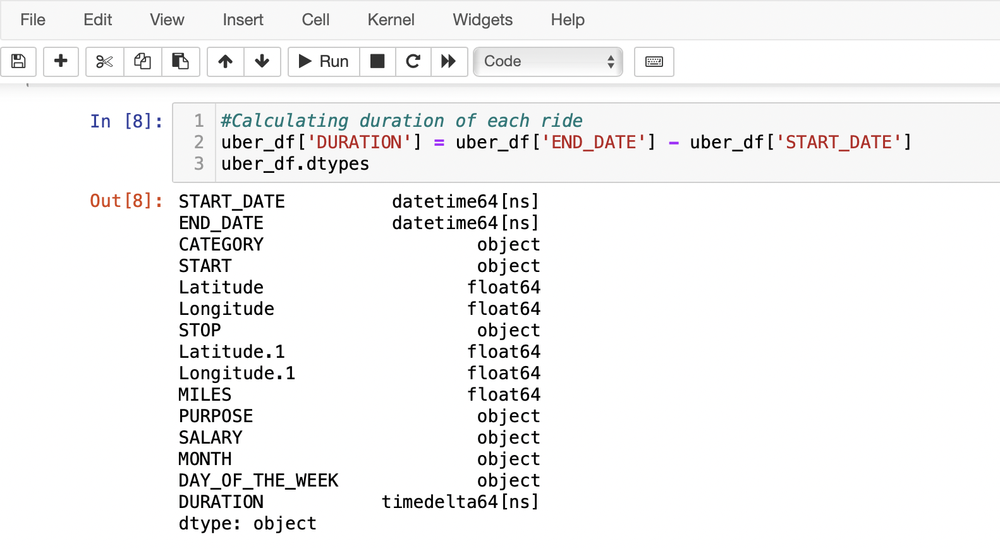 File Edit View Insert Cell Kernel Widgets Help
Run Code
In [8]:
1 #Calculating duration of each ride
2 uber_df['DURATION'] = uber_df['END_DATE'] - uber_df['START_DATE']
3 uber_df.dtypes
Out[8]:
START_DATE datetime64[ns]
END_DATE datetime64[ns]
CATEGORY object
START object
Latitude float64
Longitude float64
STOP object
Latitude.1 float64
Longitude.1 float64
MILES float64
PURPOSE object
SALARY object
MONTH object
DAY_OF_THE_WEEK object
DURATION timedelta64[ns]
dtype: object